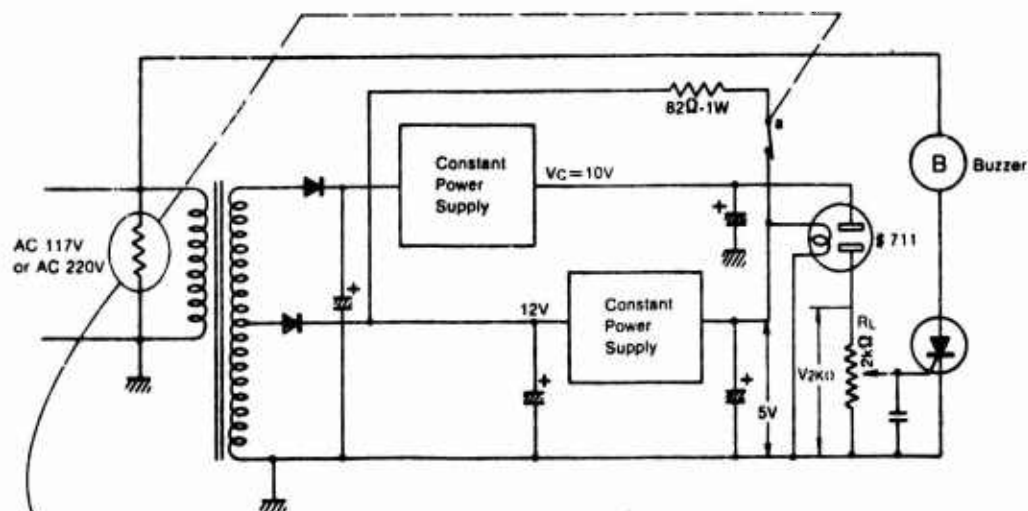 82Ω-1W
a
Constant
Power
Supply
VC=10V
B
Buzzer
AC 117V
or AC 220V
# 711
12V
Constant
Power
Supply
RL
2kΩ
V2KΩ
5V